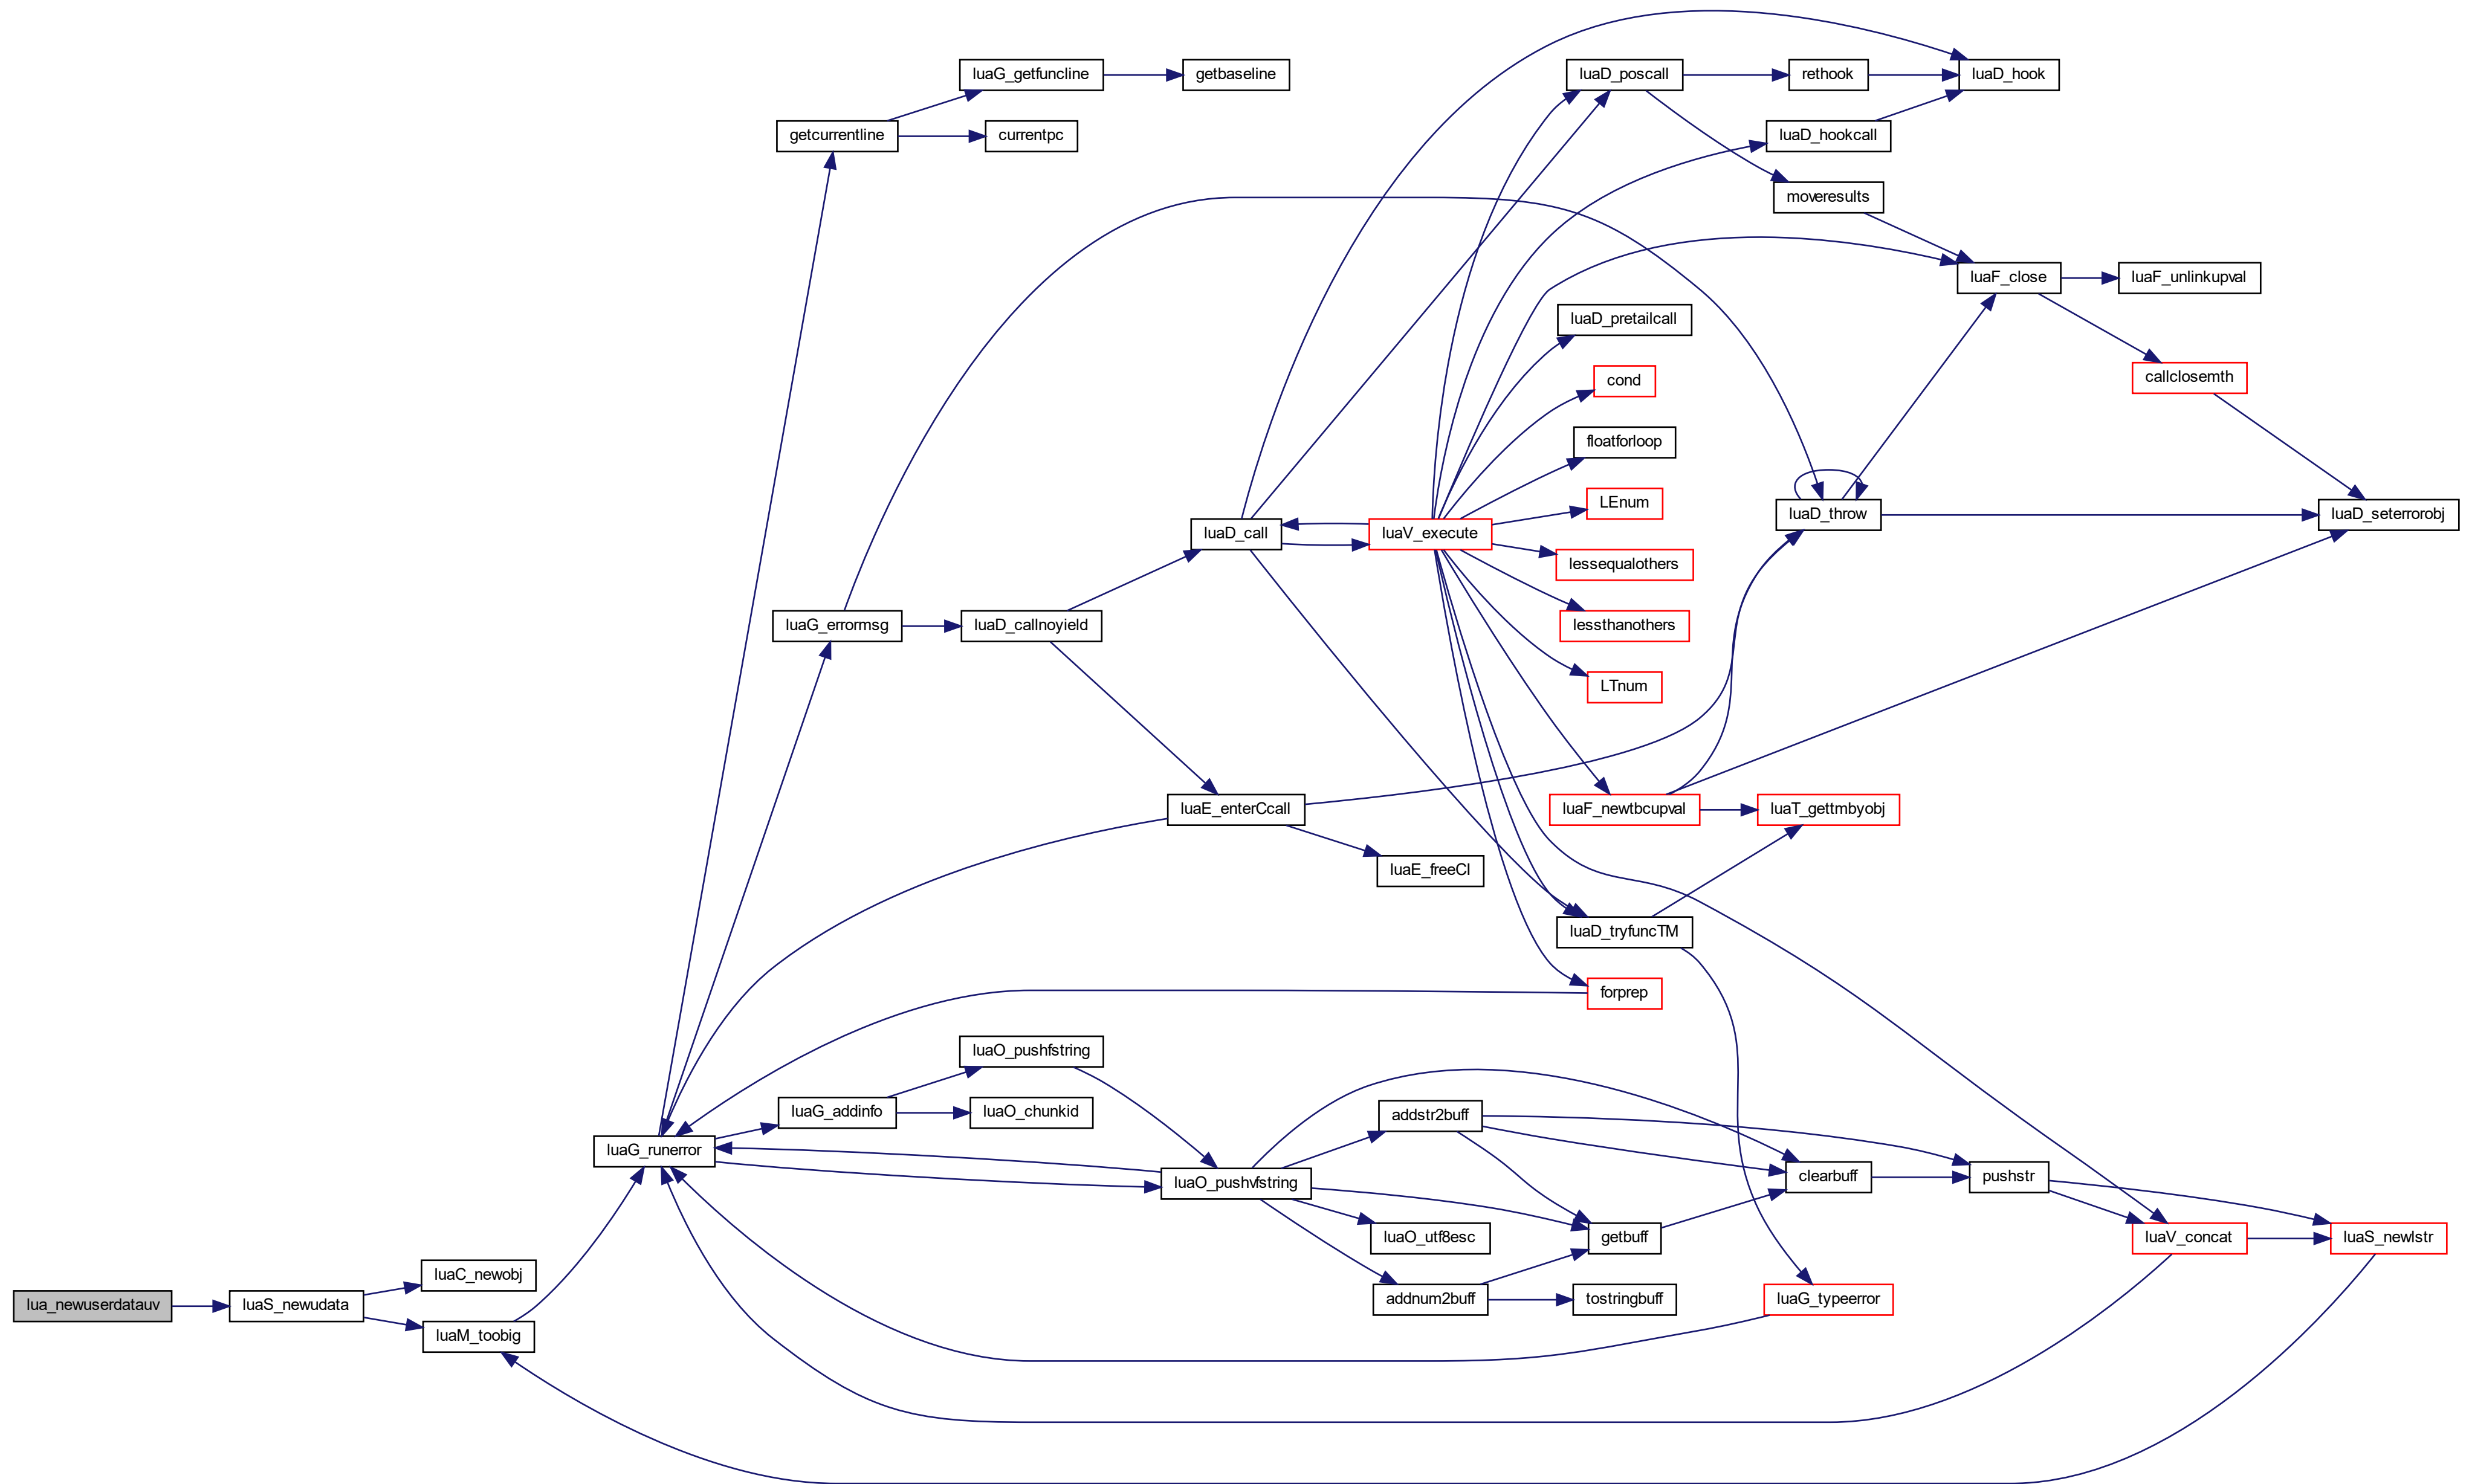 luaG_getfuncline
getbaseline
luaD_poscall
rethook
luaD_hook
getcurrentline
currentpc
luaD_hookcall
moveresults
luaF_close
luaF_unlinkupval
luaD_pretailcall
cond
callclosemth
floatforloop
LEnum
luaD_call
luaV_execute
luaD_throw
luaD_seterrorobj
lessequalothers
luaG_errormsg
luaD_callnoyield
lessthanothers
LTnum
luaE_enterCcall
luaF_newtbcupval
luaT_gettmbyobj
luaE_freeCI
luaD_tryfuncTM
forprep
luaO_pushfstring
luaG_addinfo
luaO_chunkid
addstr2buff
luaG_runerror
luaO_pushvfstring
clearbuff
pushstr
luaO_utf8esc
getbuff
luaV_concat
luaS_newlstr
luaC_newobj
lua_newuserdatauv
luaS_newudata
addnum2buff
tostringbuff
luaG_typeerror
luaM_toobig